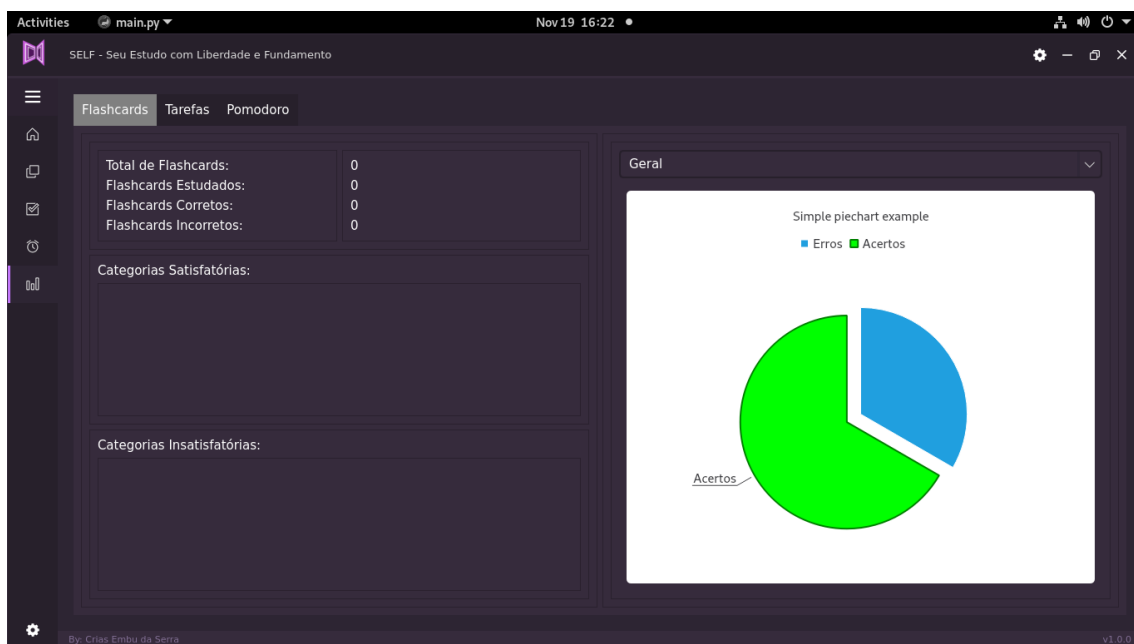 Activities main.py Nov 19 16:22
SELF - Seu Estudo com Liberdade e Fundamento
Flashcards Tarefas Pomodoro
Total de Flashcards: 0
Flashcards Estudados: 0
Flashcards Corretos: 0
Flashcards Incorretos: 0
Categorias Satisfatórias:
Categorias Insatisfatórias:
Geral
Simple piechart example
Erros Acertos
Acertos
By: Crias Embu da Serra v1.0.0